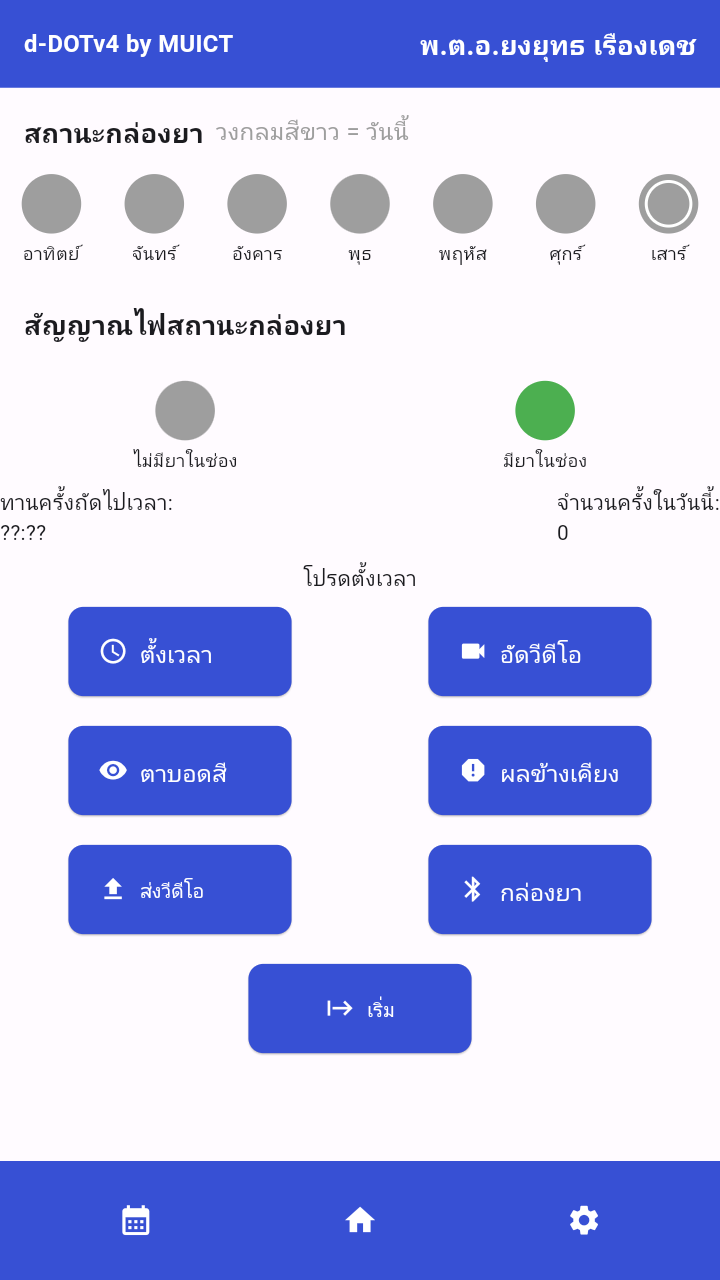 d-DOTv4 by MUICT
พ.ต.อ.ยงยุทธ เรืองเดช
สถานะกล่องยา วงกลมสีขาว = วันนี้
อาทิตย์ จันทร์ อังคาร พุธ พฤหัส ศุกร์ เสาร์
สัญญาณไฟสถานะกล่องยา
ไม่มียาในช่อง มียาในช่อง
ทานครั้งถัดไปเวลา: จำนวนครั้งในวันนี้:
??:?? 0
โปรดตั้งเวลา
ตั้งเวลา อัดวีดีโอ
ตาบอดสี ผลข้างเคียง
ส่งวีดีโอ กล่องยา
เริ่ม